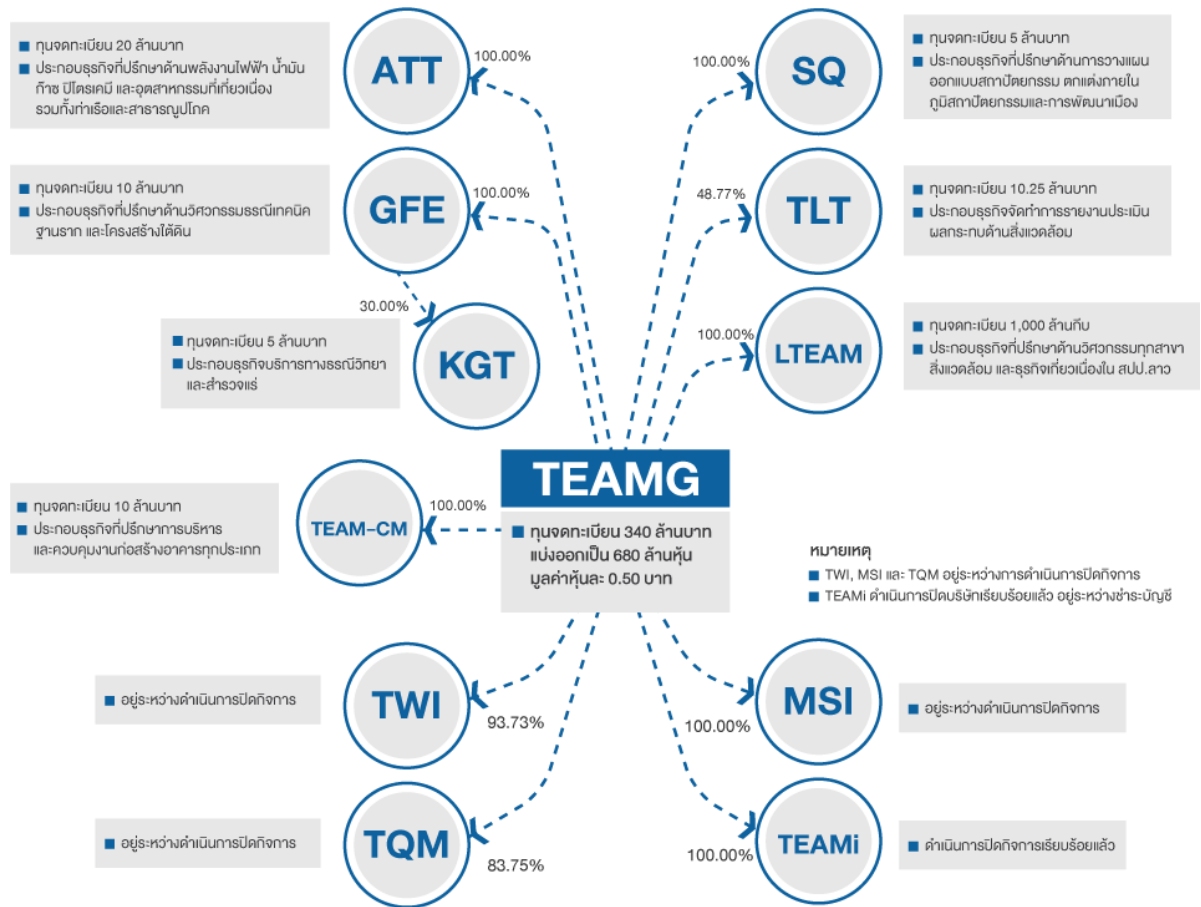 ■ ทุนจดทะเบียน 20 ล้านบาท
■ ประกอบธุรกิจที่ปรึกษาด้านพลังงานไฟฟ้า น้ำมัน
ก๊าซ ปิโตรเคมี และอุตสาหกรรมที่เกี่ยวเนื่อง
รวมทั้งท่าเรือและสาธารณูปโภค
ATT
100.00%
100.00%
SQ
■ ทุนจดทะเบียน 5 ล้านบาท
■ ประกอบธุรกิจที่ปรึกษาด้านการวางแผน
ออกแบบสถาปัตยกรรม ตกแต่งภายใน
ภูมิสถาปัตยกรรมและการพัฒนาเมือง
■ ทุนจดทะเบียน 10 ล้านบาท
■ ประกอบธุรกิจที่ปรึกษาด้านวิศวกรรมธรณีเทคนิค
ฐานราก และโครงสร้างใต้ดิน
GFE
100.00%
48.77%
TLT
■ ทุนจดทะเบียน 10.25 ล้านบาท
■ ประกอบธุรกิจจัดทำการรายงานประเมิน
ผลกระทบด้านสิ่งแวดล้อม
30.00%
■ ทุนจดทะเบียน 5 ล้านบาท
■ ประกอบธุรกิจบริการทางธรณีวิทยา
และสำรวจแร่
KGT
100.00%
LTEAM
■ ทุนจดทะเบียน 1,000 ล้านกีบ
■ ประกอบธุรกิจที่ปรึกษาด้านวิศวกรรมทุกสาขา
สิ่งแวดล้อม และธุรกิจเกี่ยวเนื่องใน สปป.ลาว
TEAMG
■ ทุนจดทะเบียน 340 ล้านบาท
แบ่งออกเป็น 680 ล้านหุ้น
มูลค่าหุ้นละ 0.50 บาท
■ ทุนจดทะเบียน 10 ล้านบาท
■ ประกอบธุรกิจที่ปรึกษาการบริหาร
และควบคุมงานก่อสร้างอาคารทุกประเภท
TEAM-CM
100.00%
หมายเหตุ
■ TWI, MSI และ TQM อยู่ระหว่างการดำเนินการปิดกิจการ
■ TEAMi ดำเนินการปิดบริษัทเรียบร้อยแล้ว อยู่ระหว่างชำระบัญชี
■ อยู่ระหว่างดำเนินการปิดกิจการ
TWI
93.73%
100.00%
MSI
■ อยู่ระหว่างดำเนินการปิดกิจการ
■ อยู่ระหว่างดำเนินการปิดกิจการ
TQM
83.75%
100.00%
TEAMi
■ ดำเนินการปิดกิจการเรียบร้อยแล้ว